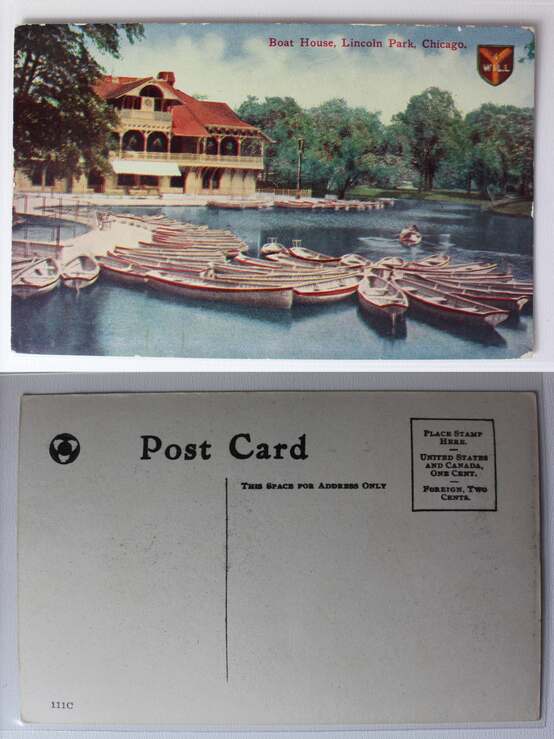 Boat House, Lincoln Park, Chicago.
I WILL
Post Card
PLACE STAMP
HERE.
UNITED STATES
AND CANADA,
ONE CENT.
FOREIGN, TWO
CENTS.
THIS SPACE FOR ADDRESS ONLY
111C